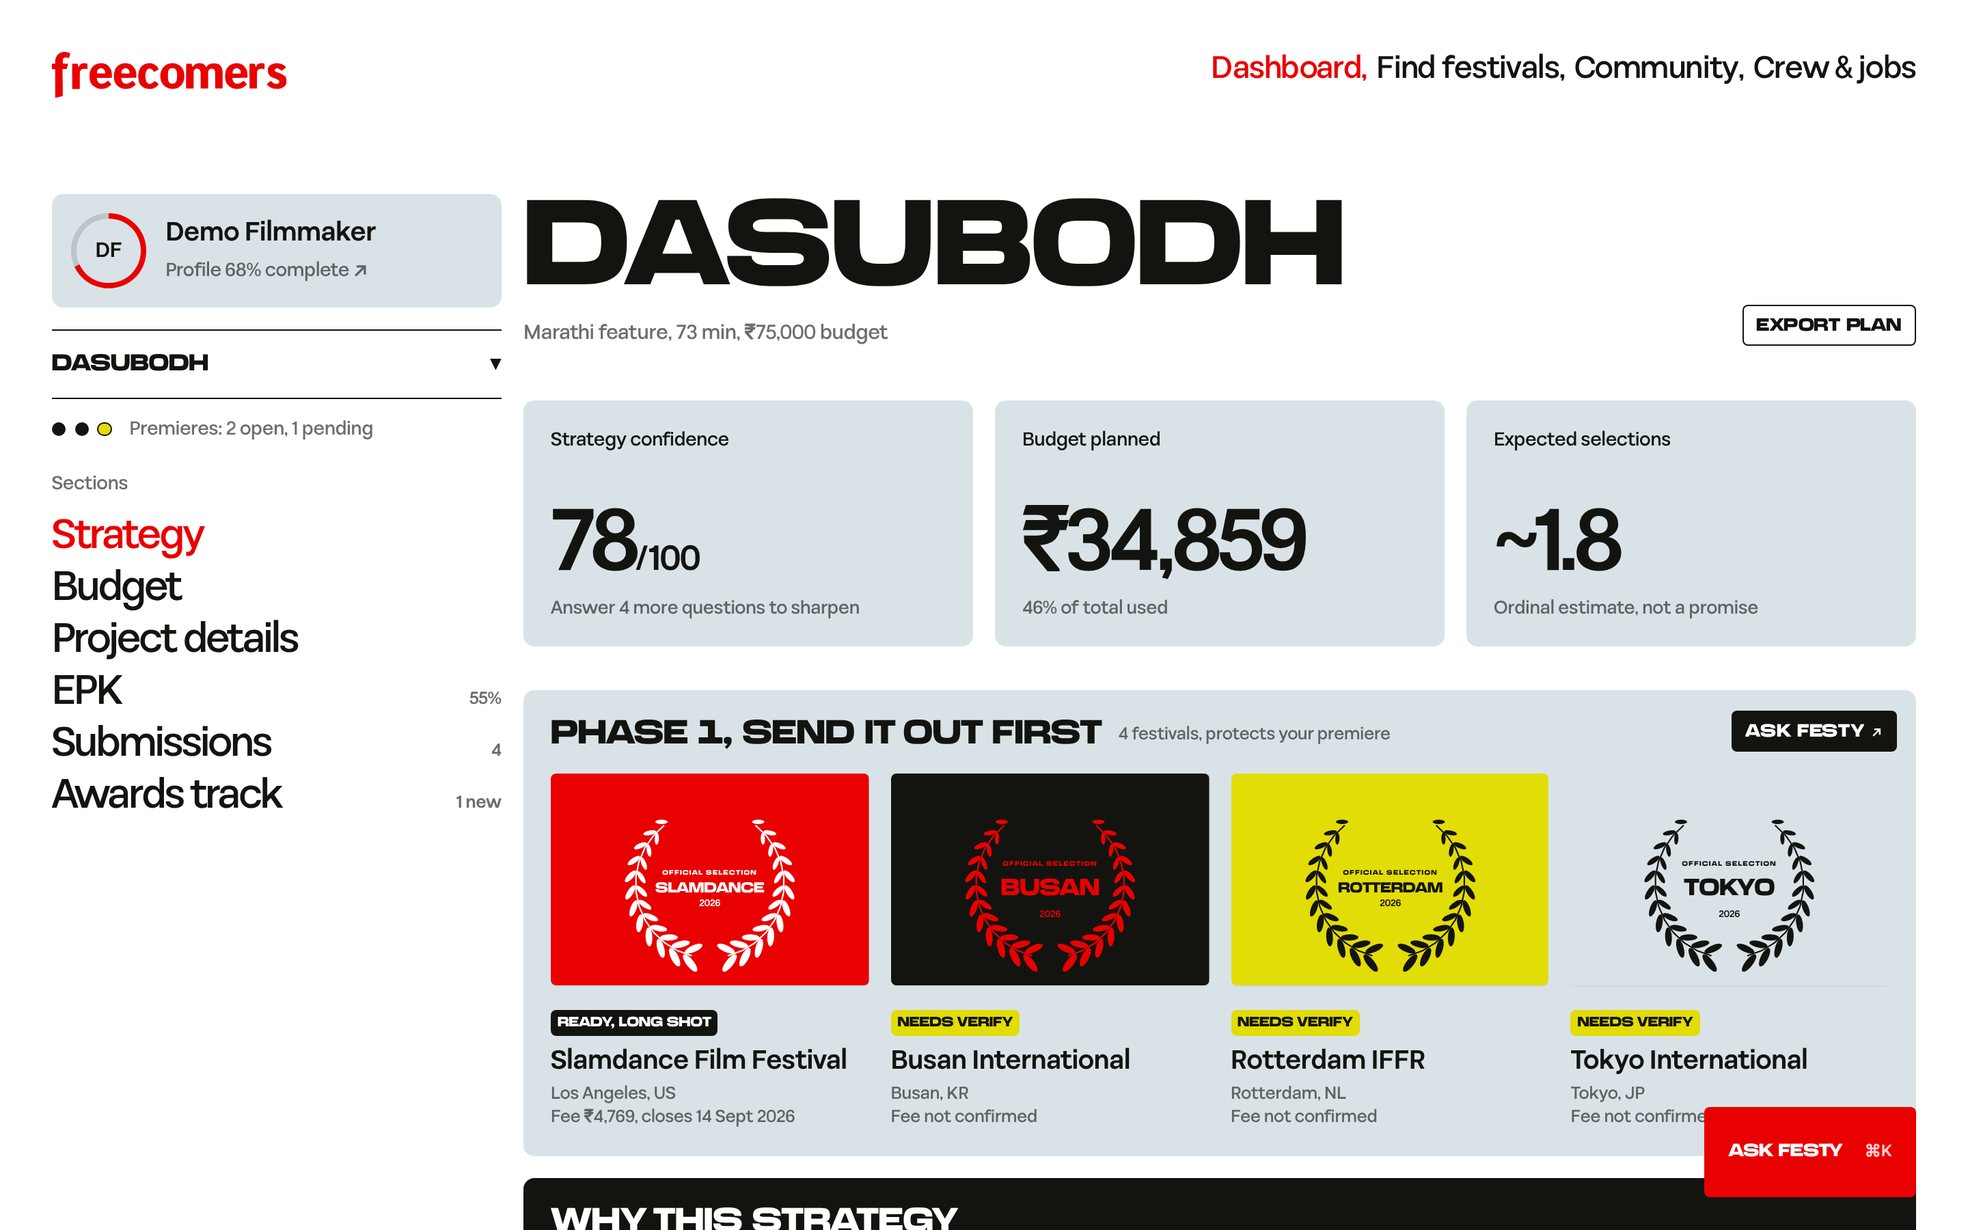 freecomers
Dashboard, Find festivals, Community, Crew & jobs
DF
Demo Filmmaker
Profile 68% complete ↗
DASUBODH ▼
Premieres: 2 open, 1 pending
Sections
Strategy
Budget
Project details
EPK 55%
Submissions 4
Awards track 1 new
DASUBODH
Marathi feature, 73 min, ₹75,000 budget
EXPORT PLAN
Strategy confidence
78/100
Answer 4 more questions to sharpen
Budget planned
₹34,859
46% of total used
Expected selections
~1.8
Ordinal estimate, not a promise
PHASE 1, SEND IT OUT FIRST 4 festivals, protects your premiere
ASK FESTY ↗
OFFICIAL SELECTION
SLAMDANCE
2026
READY, LONG SHOT
Slamdance Film Festival
Los Angeles, US
Fee ₹4,769, closes 14 Sept 2026
OFFICIAL SELECTION
BUSAN
2026
NEEDS VERIFY
Busan International
Busan, KR
Fee not confirmed
OFFICIAL SELECTION
ROTTERDAM
2026
NEEDS VERIFY
Rotterdam IFFR
Rotterdam, NL
Fee not confirmed
OFFICIAL SELECTION
TOKYO
2026
NEEDS VERIFY
Tokyo International
Tokyo, JP
Fee not confirme
ASK FESTY ⌘K
WHY THIS STRATEGY